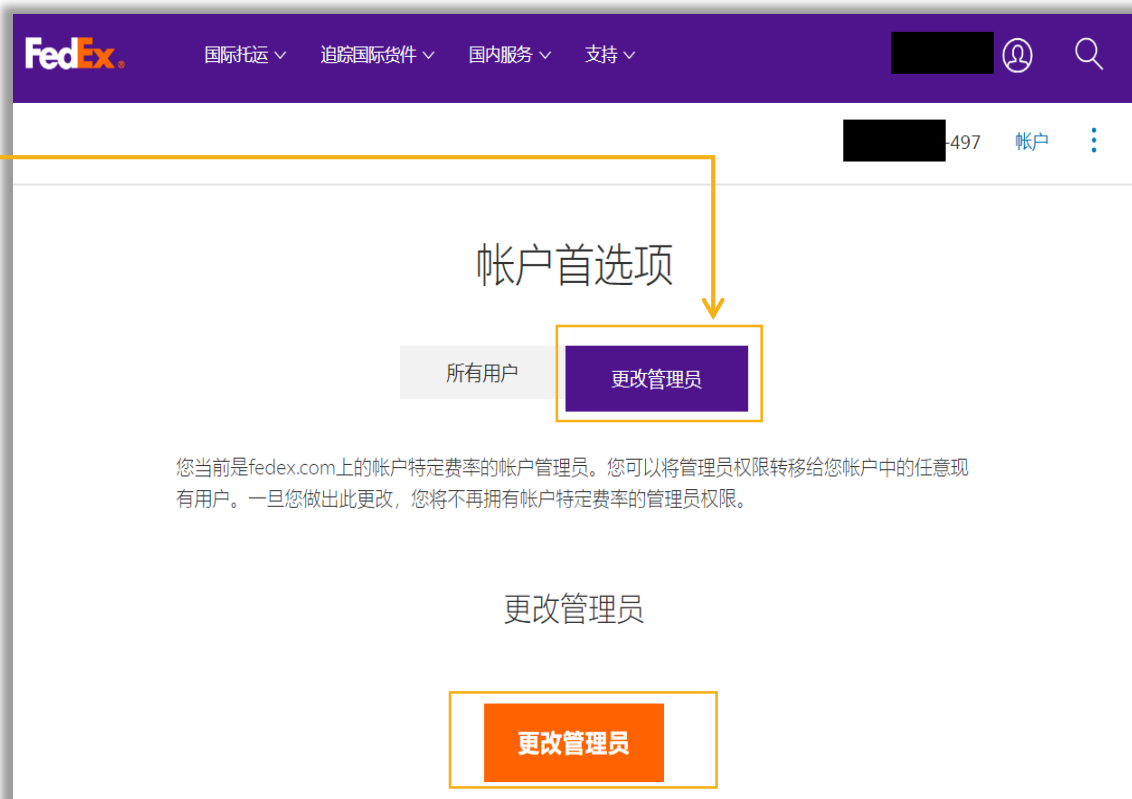 FedEx®
国际托运 追踪国际货件 国内服务 支持
-497 帐户
帐户首选项
所有用户 更改管理员
您当前是fedex.com上的帐户特定费率的帐户管理员。您可以将管理员权限转移给您帐户中的任意现
有用户。一旦您做出此更改，您将不再拥有帐户特定费率的管理员权限。
更改管理员
更改管理员